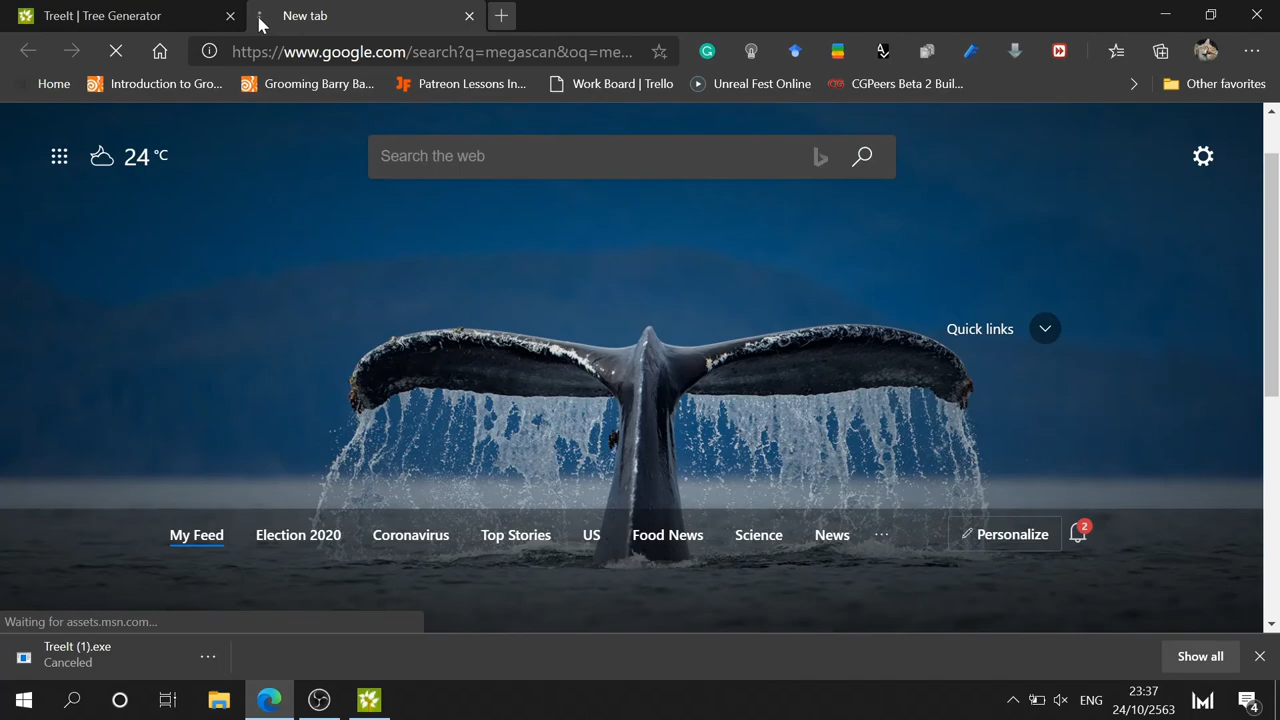 TreeIt | Tree Generator
New tab
https://www.google.com/search?q=megascan&oq=me...
Home
Introduction to Gro...
Grooming Barry Ba...
Patreon Lessons In...
Work Board | Trello
Unreal Fest Online
CGPeers Beta 2 Buil...
Other favorites
24 °C
Search the web
Quick links
My Feed
Election 2020
Coronavirus
Top Stories
US
Food News
Science
News
...
Personalize
2
Waiting for assets.msn.com...
TreeIt (1).exe
Canceled
Show all
ENG
23:37
24/10/2563
4